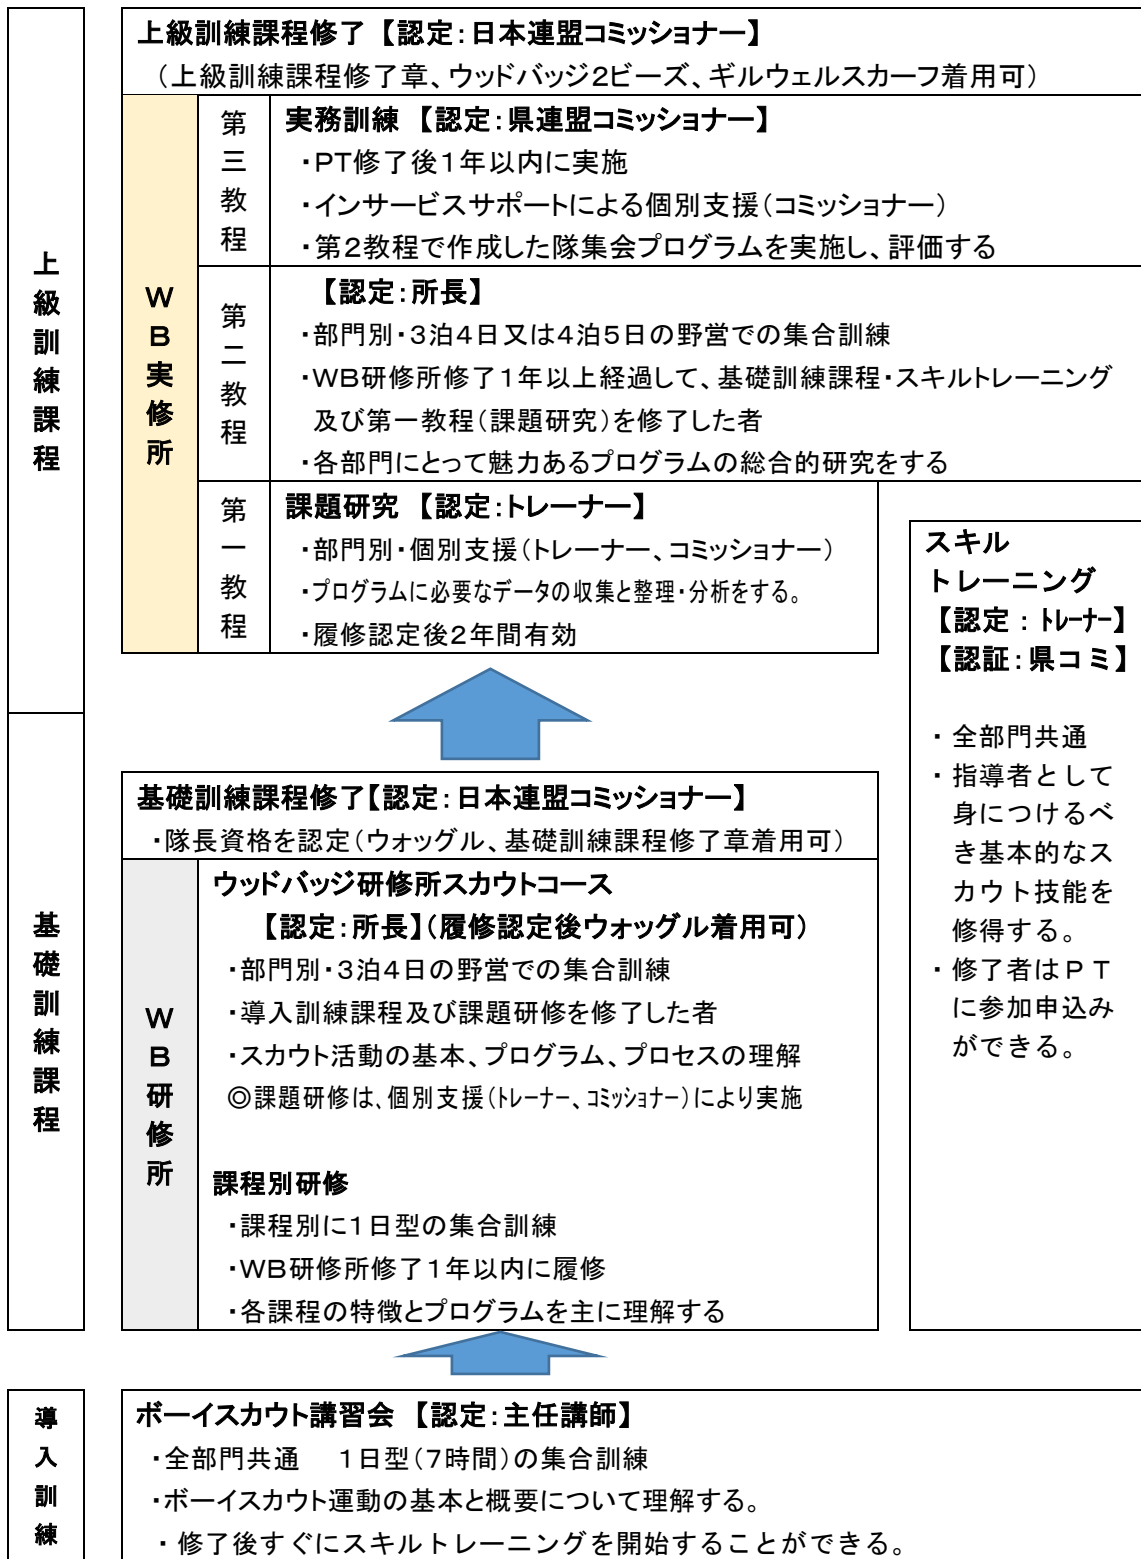 上級訓練課程
上級訓練課程修了【認定：日本連盟コミッショナー】
（上級訓練課程修了章、ウッドバッジ2ビーズ、ギルウェルスカーフ着用可）
WB実修所
第三教程
実務訓練【認定：県連盟コミッショナー】
・PT修了後1年以内に実施
・インサービスサポートによる個別支援（コミッショナー）
・第2教程で作成した隊集会プログラムを実施し、評価する
第二教程
【認定：所長】
・部門別・3泊4日又は4泊5日の野営での集合訓練
・WB研修所修了1年以上経過して、基礎訓練課程・スキルトレーニング
及び第一教程（課題研究）を修了した者
・各部門にとって魅力あるプログラムの総合的研究をする
第一教程
課題研究【認定：トレーナー】
・部門別・個別支援（トレーナー、コミッショナー）
・プログラムに必要なデータの収集と整理・分析をする。
・履修認定後2年間有効
スキル
トレーニング
【認定：トレーナー】
【認証：県コミ】
・全部門共通
・指導者として
身につけるべ
き基本的なス
カウト技能を
修得する。
・修了者はPT
に参加申込み
ができる。
基礎訓練課程
基礎訓練課程修了【認定：日本連盟コミッショナー】
・隊長資格を認定（ウォッグル、基礎訓練課程修了章着用可）
WB研修所
ウッドバッジ研修所スカウトコース
【認定：所長】（履修認定後ウォッグル着用可）
・部門別・3泊4日の野営での集合訓練
・導入訓練課程及び課題研修を修了した者
・スカウト活動の基本、プログラム、プロセスの理解
◎課題研修は、個別支援（トレーナー、コミッショナー）により実施
課程別研修
・課程別に1日型の集合訓練
・WB研修所修了1年以内に履修
・各課程の特徴とプログラムを主に理解する
導入訓練
ボーイスカウト講習会【認定：主任講師】
・全部門共通　1日型（7時間）の集合訓練
・ボーイスカウト運動の基本と概要について理解する。
・修了後すぐにスキルトレーニングを開始することができる。